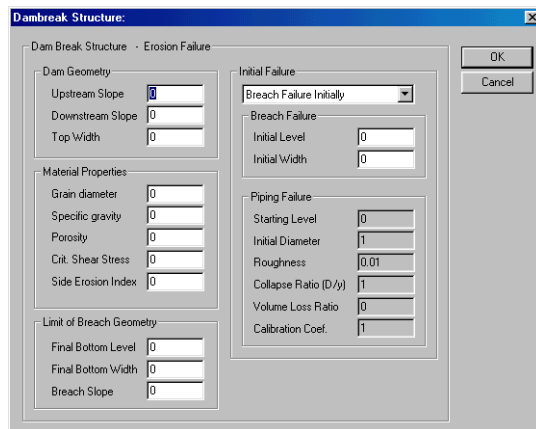 Dambreak Structure:
Dam Break Structure - Erosion Failure
OK
Cancel
Dam Geometry
Upstream Slope 0
Downstream Slope 0
Top Width 0
Material Properties
Grain diameter 0
Specific gravity 0
Porosity 0
Crit. Shear Stress 0
Side Erosion Index 0
Limit of Breach Geometry
Final Bottom Level 0
Final Bottom Width 0
Breach Slope 0
Initial Failure
Breach Failure Initially
Breach Failure
Initial Level 0
Initial Width 0
Piping Failure
Starting Level 0
Initial Diameter 1
Roughness 0.01
Collapse Ratio (D/y) 1
Volume Loss Ratio 0
Calibration Coef. 1